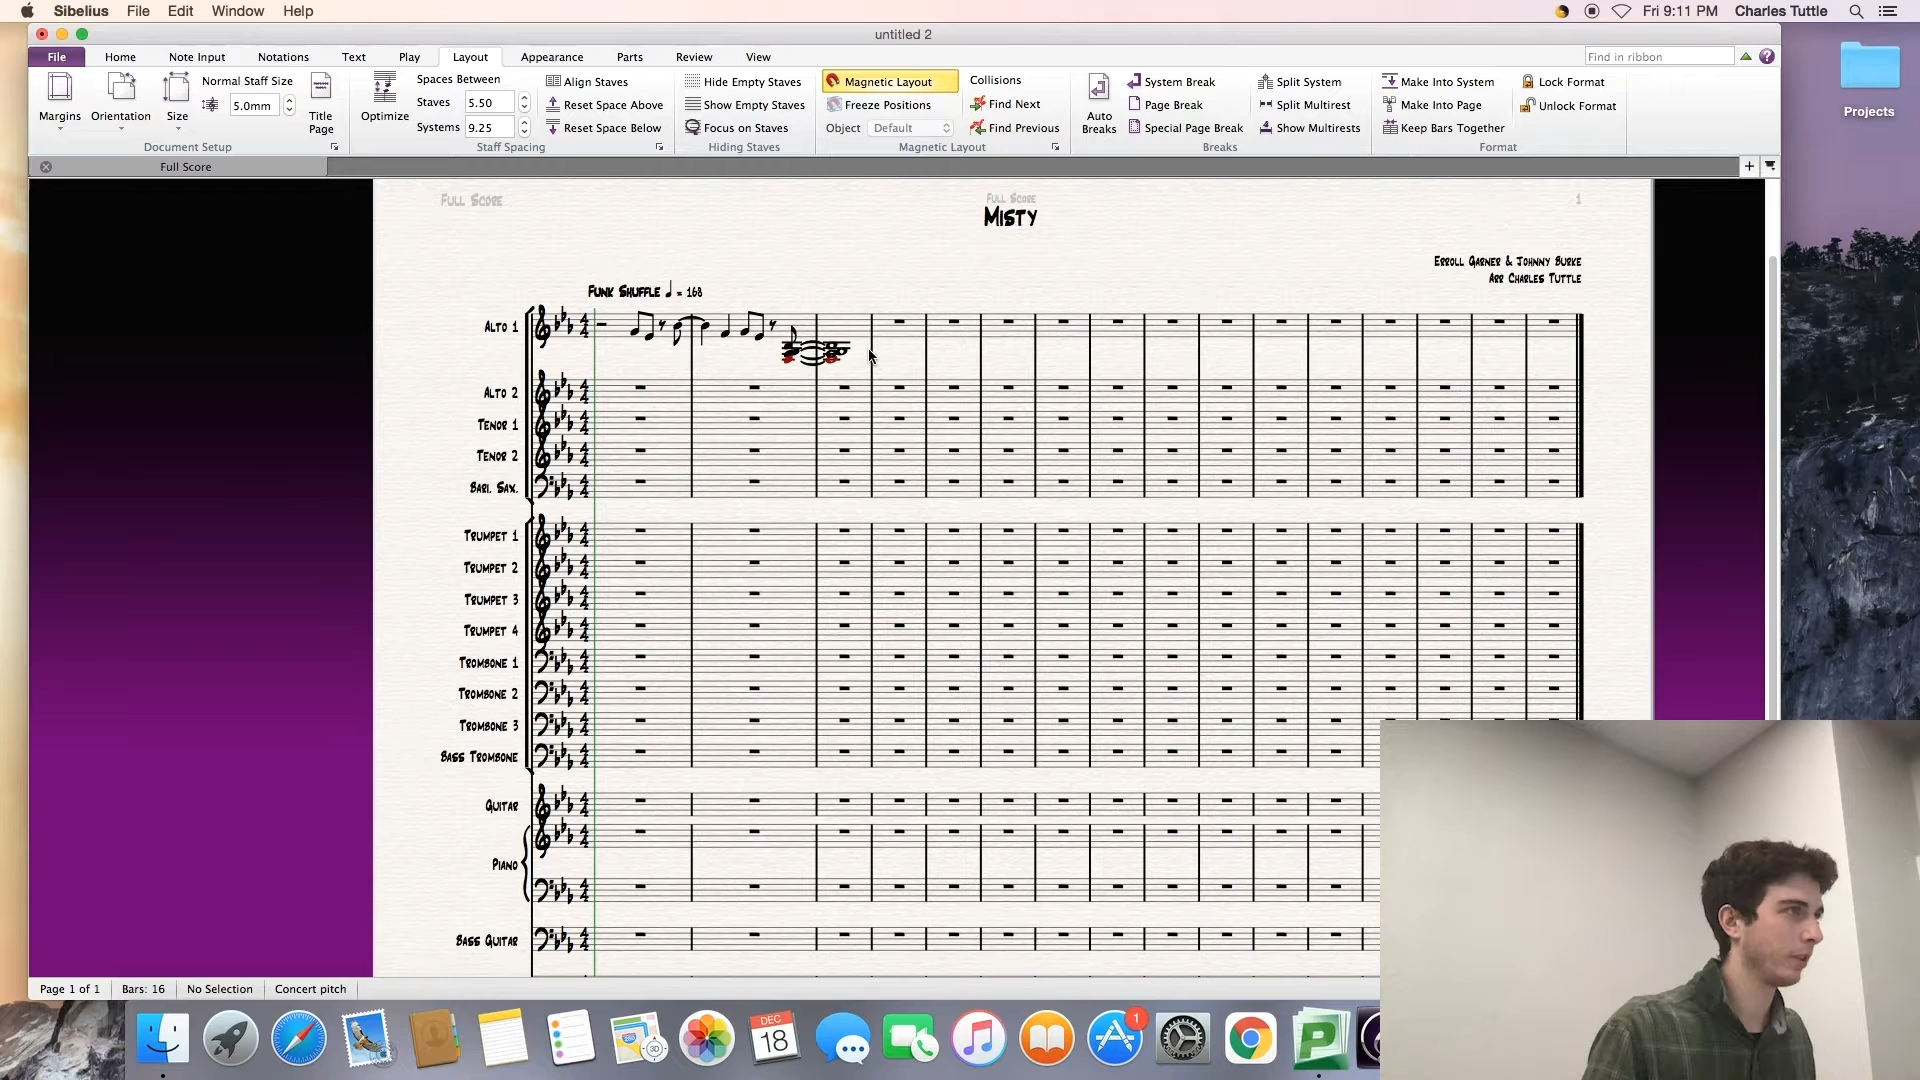 Sibelius File Edit Window Help Fri 9:11 PM Charles Tuttle
untitled 2
File Home Note Input Notations Text Play Layout Appearance Parts Review View Find in ribbon
Margins
Orientation
Size
Normal Staff Size
5.0mm
Title Page
Document Setup
Optimize
Spaces Between
Staves 5.50
Systems 9.25
Align Staves
Reset Space Above
Reset Space Below
Staff Spacing
Hide Empty Staves
Show Empty Staves
Focus on Staves
Hiding Staves
Magnetic Layout
Freeze Positions
Object Default
Collisions
Find Next
Find Previous
Magnetic Layout
Auto Breaks
System Break
Page Break
Special Page Break
Split System
Split Multirest
Show Multirests
Breaks
Make Into System
Make Into Page
Keep Bars Together
Lock Format
Unlock Format
Format
Full Score
Projects
Full Score Full Score 1
Misty
Erroll Garner & Johnny Burke
Arr Charles Tuttle
Funk Shuffle ♩ = 168
Alto 1
Alto 2
Tenor 1
Tenor 2
Bari. Sax.
Trumpet 1
Trumpet 2
Trumpet 3
Trumpet 4
Trombone 1
Trombone 2
Trombone 3
Bass Trombone
Guitar
Piano
Bass Guitar
Page 1 of 1 Bars: 16 No Selection Concert pitch
DEC
18
3D
1